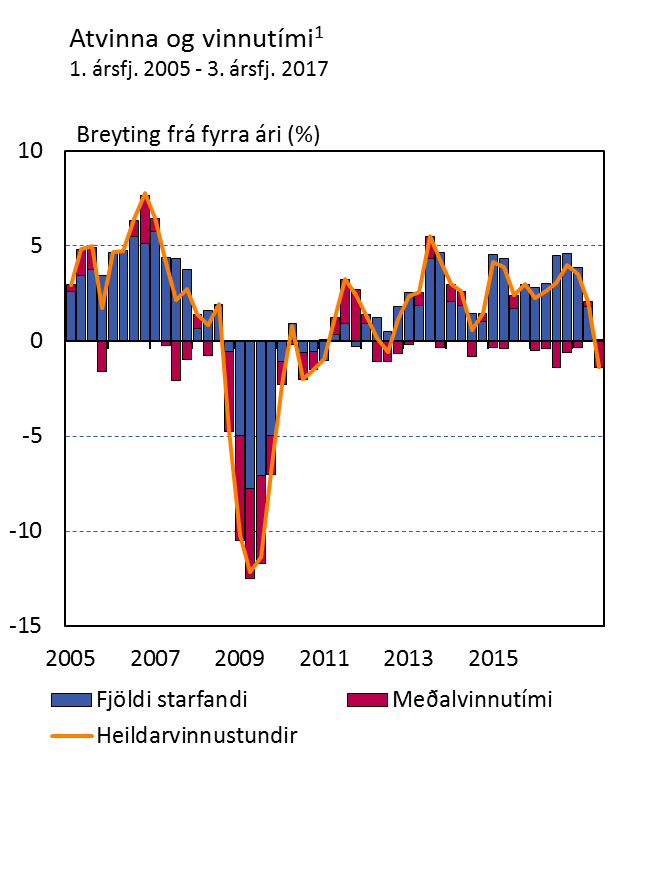 Atvinna og vinnutími¹
1. ársfj. 2005 - 3. ársfj. 2017
Breyting frá fyrra ári (%)
10
5
0
-5
-10
-15
2005 2007 2009 2011 2013 2015
Fjöldi starfandi Meðalvinnutími
Heildarvinnustundir